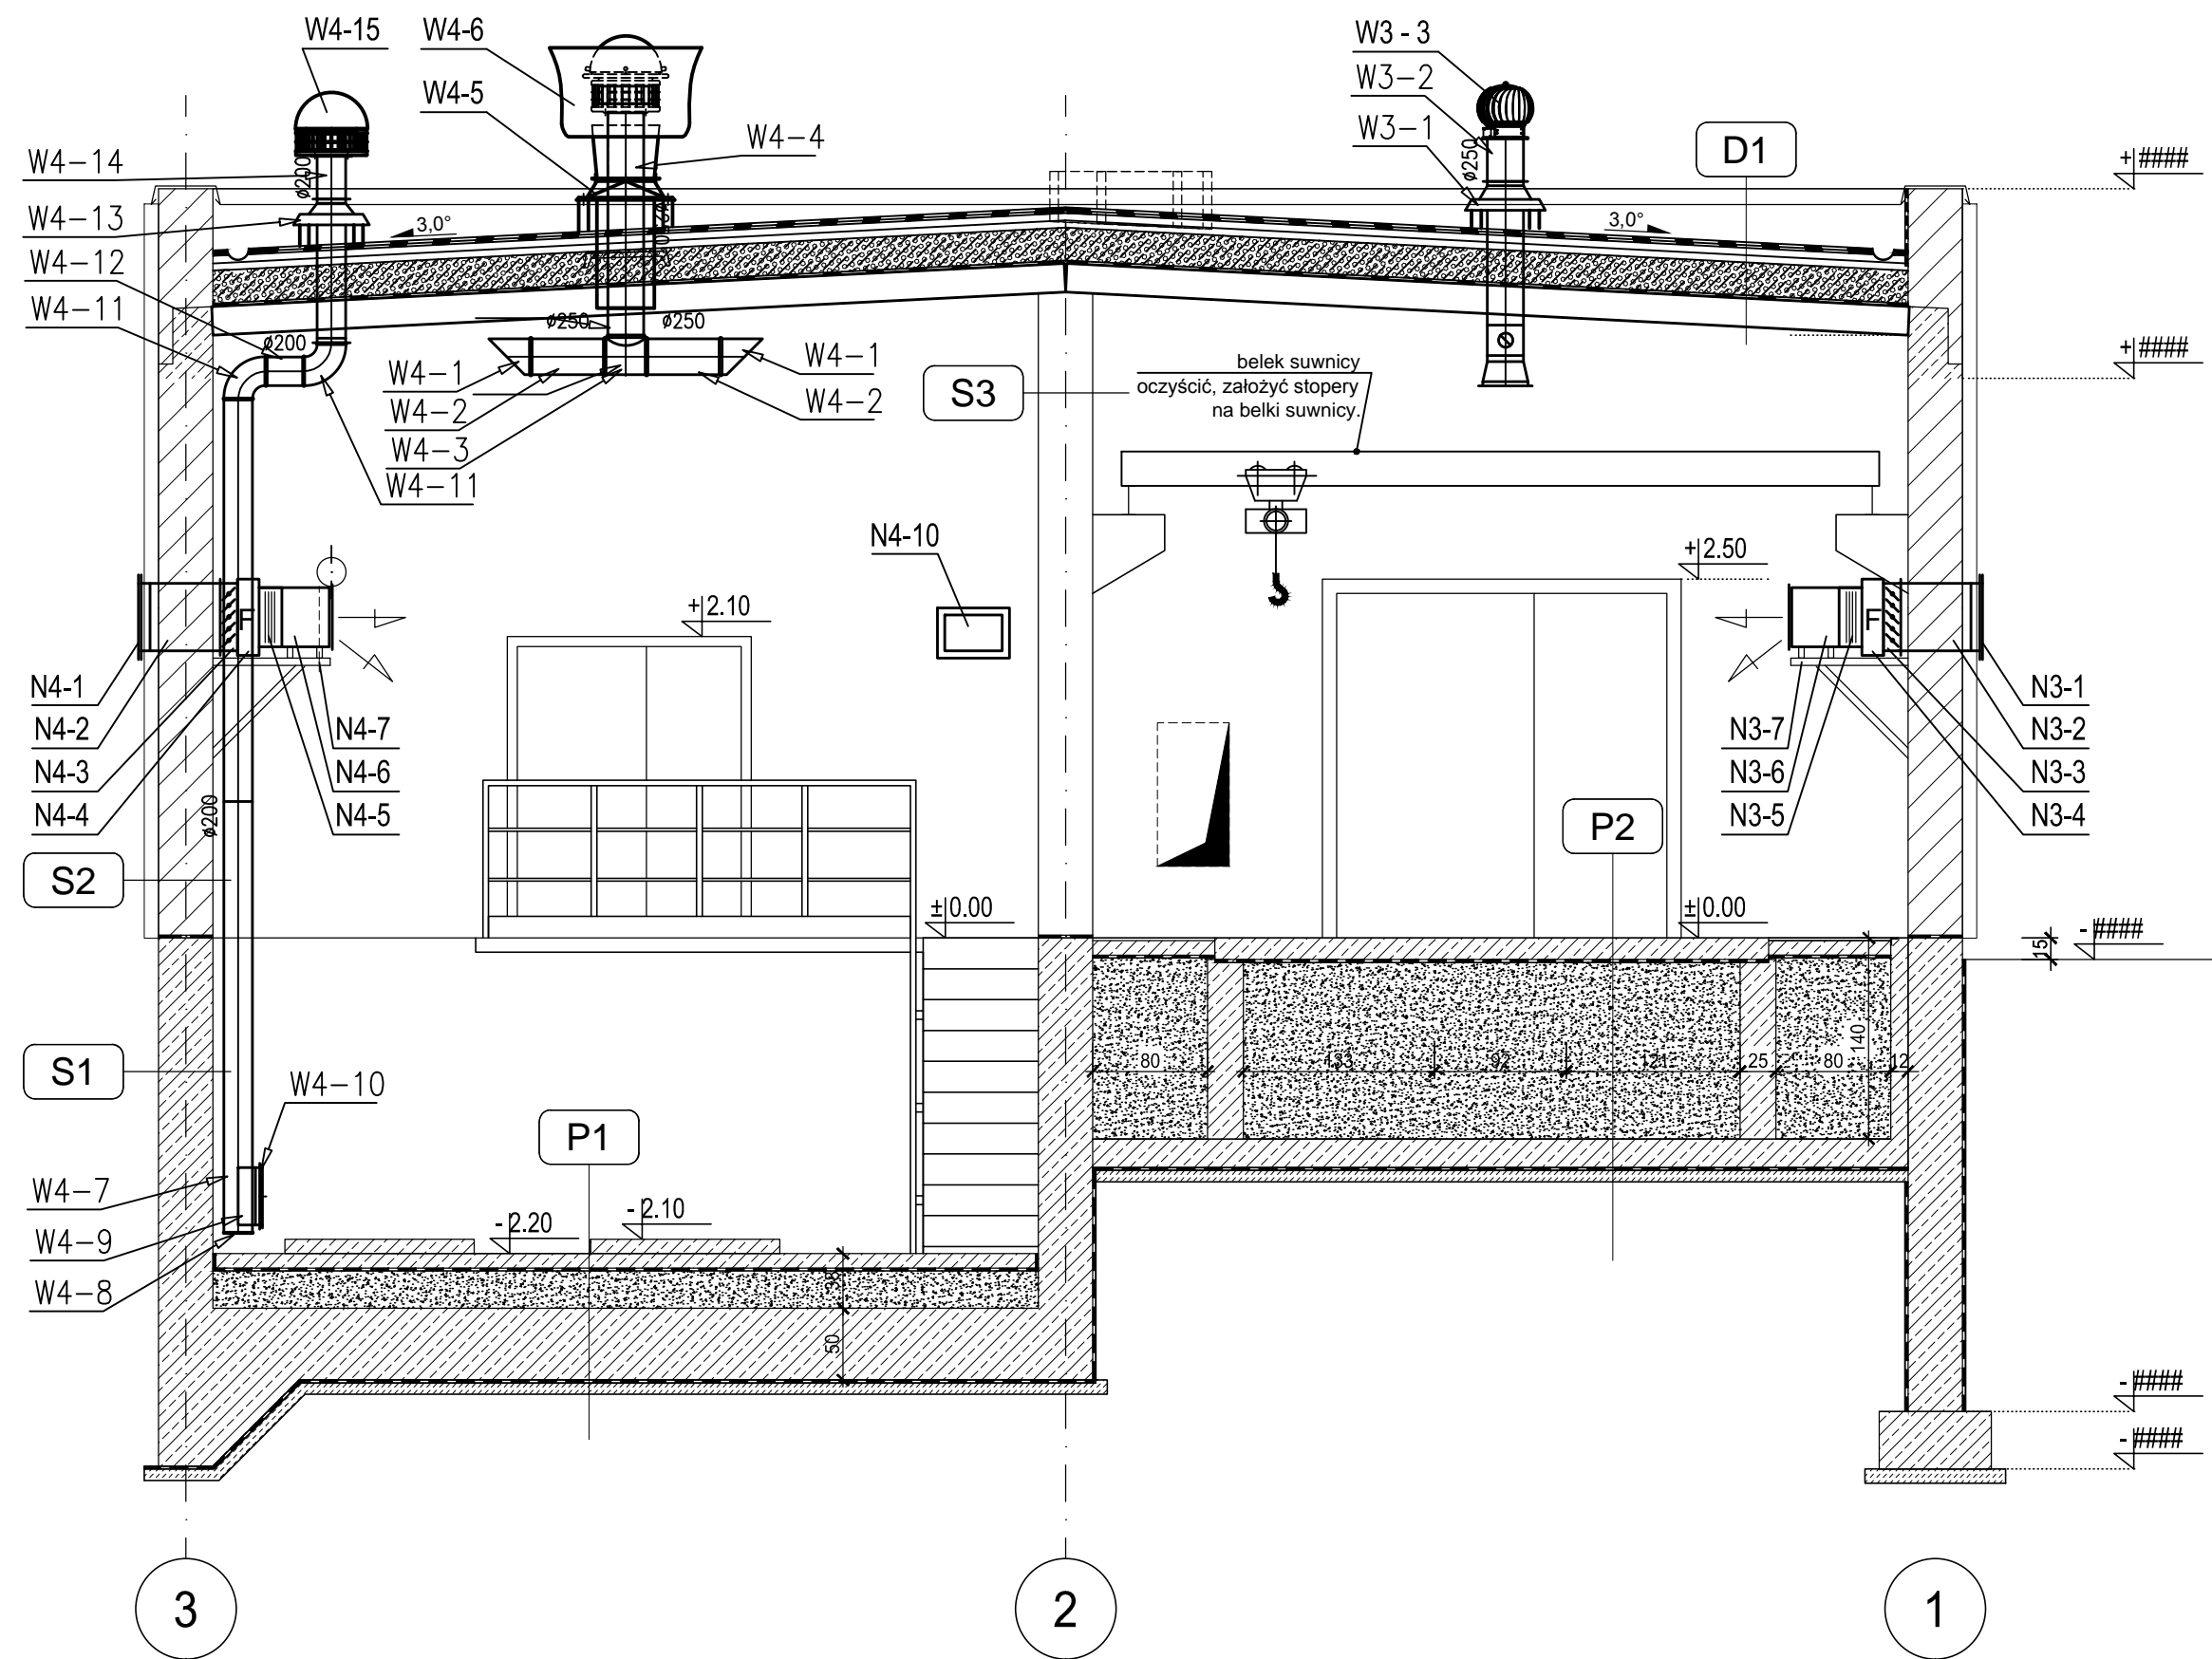 W4-15
W4-6
W4-5
W4-4
W3 - 3
W3-2
W3-1
D1
+ ####
W4-14
W4-13
W4-12
W4-11
ø200
ø250
3,0°
3,0°
ø200
ø250
ø250
W4-1
W4-2
W4-3
W4-11
W4-1
W4-2
+ ####
S3
belek suwnicy
oczyścić, założyć stopery
na belki suwnicy.
N4-10
+2.50
+2.10
F
F
N4-1
N4-2
N4-3
N4-4
N4-7
N4-6
N4-5
N3-7
N3-6
N3-5
N3-1
N3-2
N3-3
N3-4
ø200
P2
S2
±0.00
±0.00
- ####
15
S1
W4-10
80
133
92
121
25
80
12
140
P1
W4-7
W4-9
W4-8
- 2.20
- 2.10
38
50
- ####
- ####
3
2
1